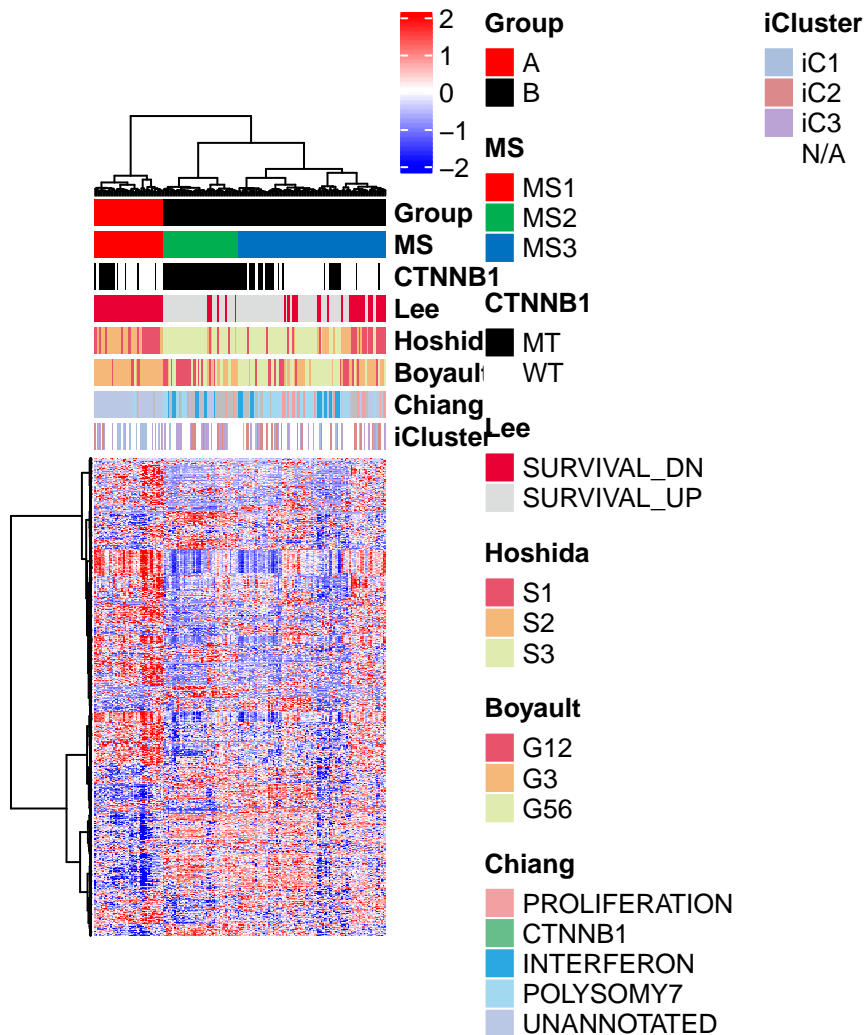 2
1
0
−1
−2
Group
MS
CTNNB1
Lee
Hoshid
Boyault
Chiang
iCluster
Group
A
B
MS
MS1
MS2
MS3
CTNNB1
MT
WT
Lee
SURVIVAL_DN
SURVIVAL_UP
Hoshida
S1
S2
S3
Boyault
G12
G3
G56
Chiang
PROLIFERATION
CTNNB1
INTERFERON
POLYSOMY7
UNANNOTATED
iCluster
iC1
iC2
iC3
N/A